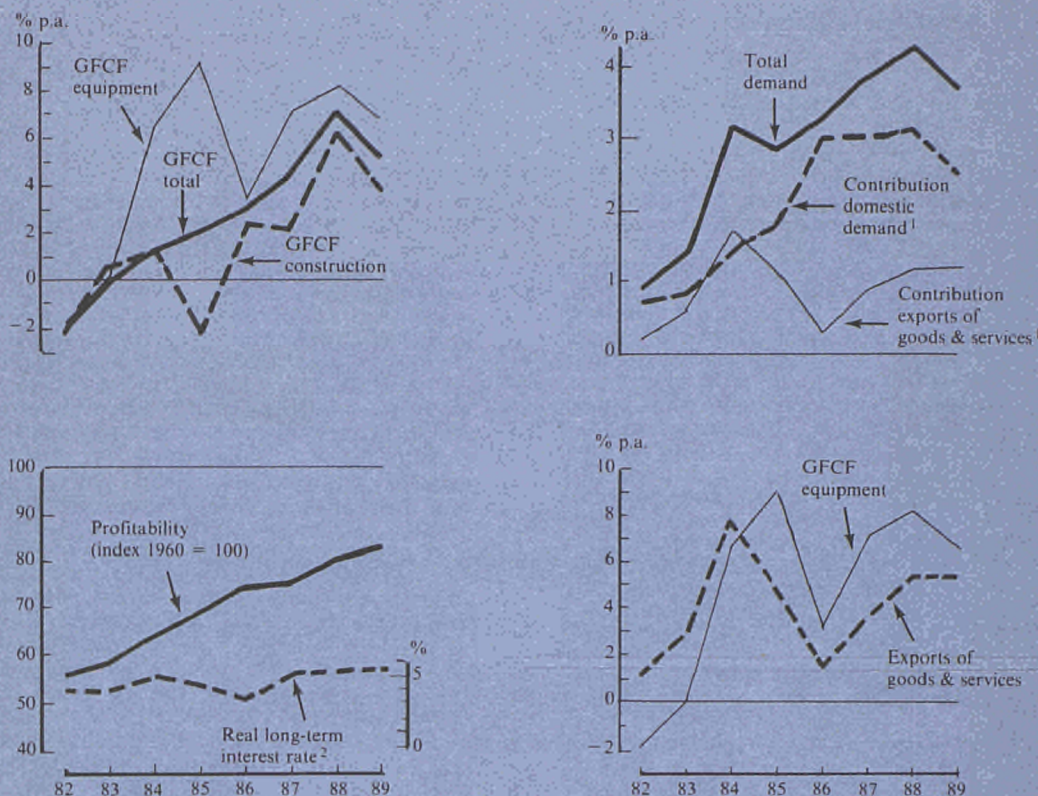 % p.a.
10
8
6
4
2
0
−2
GFCF
equipment
GFCF
total
GFCF
construction
% p.a.
4
3
2
1
0
Total
demand
Contribution
domestic
demand¹
Contribution
exports of
goods & services
100
80
70
60
50
40
Profitability
(index 1960 = 100)
Real long-term
interest rate²
%
5
0
82 83 84 85 86 87 88 89
% p.a.
10
8
6
4
2
0
−2
GFCF
equipment
Exports of
goods & services
82 83 84 85 86 87 88 89